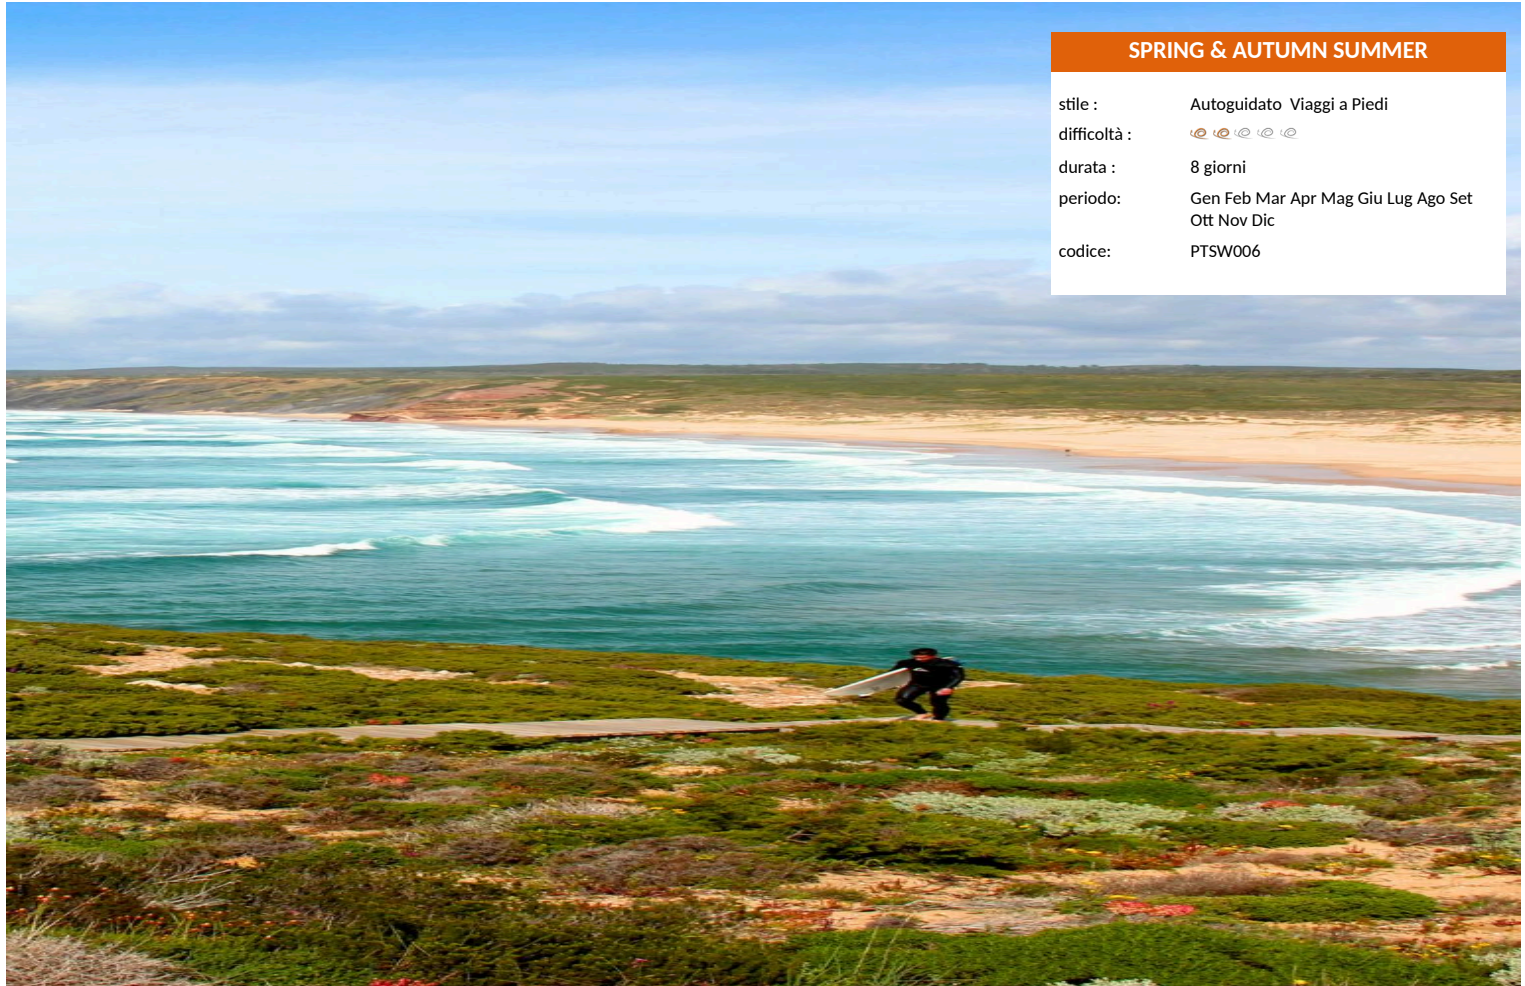 SPRING & AUTUMN SUMMER
stile : Autoguidato Viaggi a Piedi
difficoltà :
durata : 8 giorni
periodo: Gen Feb Mar Apr Mag Giu Lug Ago Set
Ott Nov Dic
codice: PTSW006